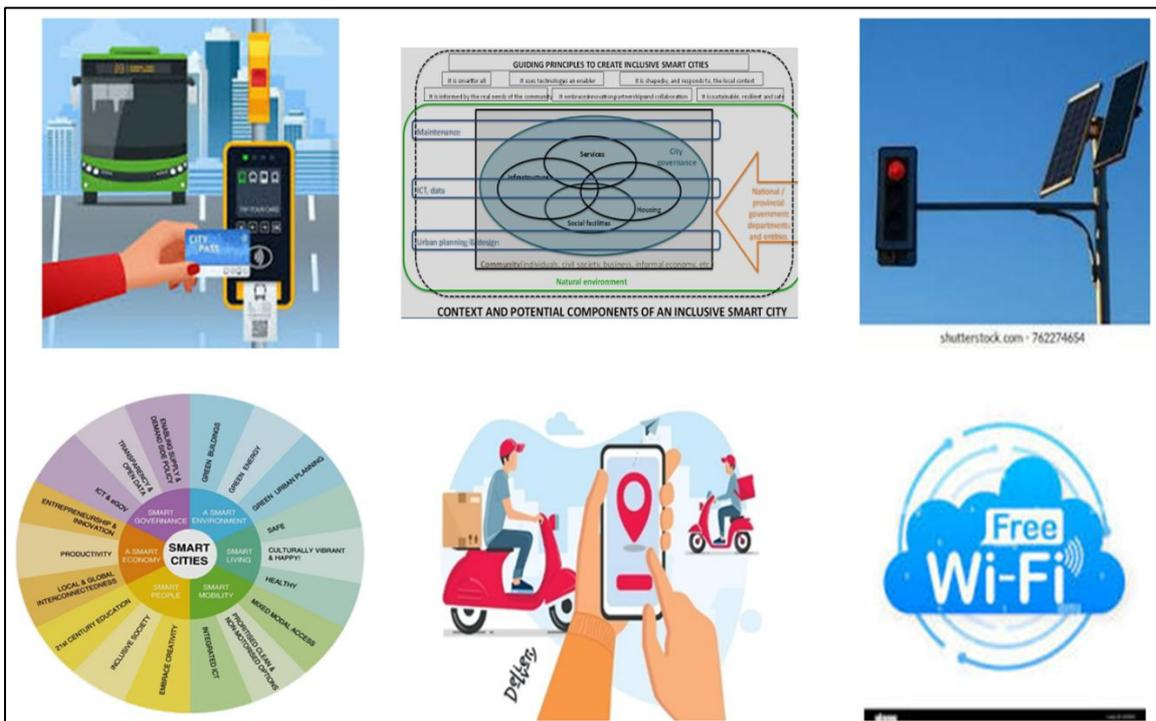 CITY
PASS
GUIDING PRINCIPLES TO CREATE INCLUSIVE SMART CITIES
It is smart for all
It uses technology as an enabler
It is shaped by, and responds to, the local context
It is informed by the real needs of the community
It embraces innovation, partnership and collaboration
It is sustainable, resilient and safe
Maintenance
Services
City
governance
Infrastructure
ICT, data
Housing
Social facilities
Urban planning & design
National /
provincial
government
departments
and entities
Community (individuals, civil society, business, informal economy, etc.
Natural environment
CONTEXT AND POTENTIAL COMPONENTS OF AN INCLUSIVE SMART CITY
shutterstock.com · 762274654
SMART
CITIES
A SMART
ENVIRONMENT
SMART
LIVING
SMART
MOBILITY
SMART
PEOPLE
A SMART
ECONOMY
SMART
GOVERNANCE
GREEN BUILDINGS
GREEN ENERGY
GREEN URBAN PLANNING
SAFE
CULTURALLY VIBRANT
& HAPPY!
HEALTHY
MIXED MODAL ACCESS
PRIORITISED CLEAN &
NON-MOTORISED OPTIONS
INTEGRATED ICT
EMBRACE CREATIVITY
INCLUSIVE SOCIETY
21st CENTURY EDUCATION
LOCAL & GLOBAL
INTERCONNECTEDNESS
PRODUCTIVITY
ENTREPRENEURSHIP &
INNOVATION
ICT & eGOV
TRANSPARENCY &
OPEN DATA
ENABLING SUPPLY &
DEMAND SIDE POLICY
Free
Wi-Fi